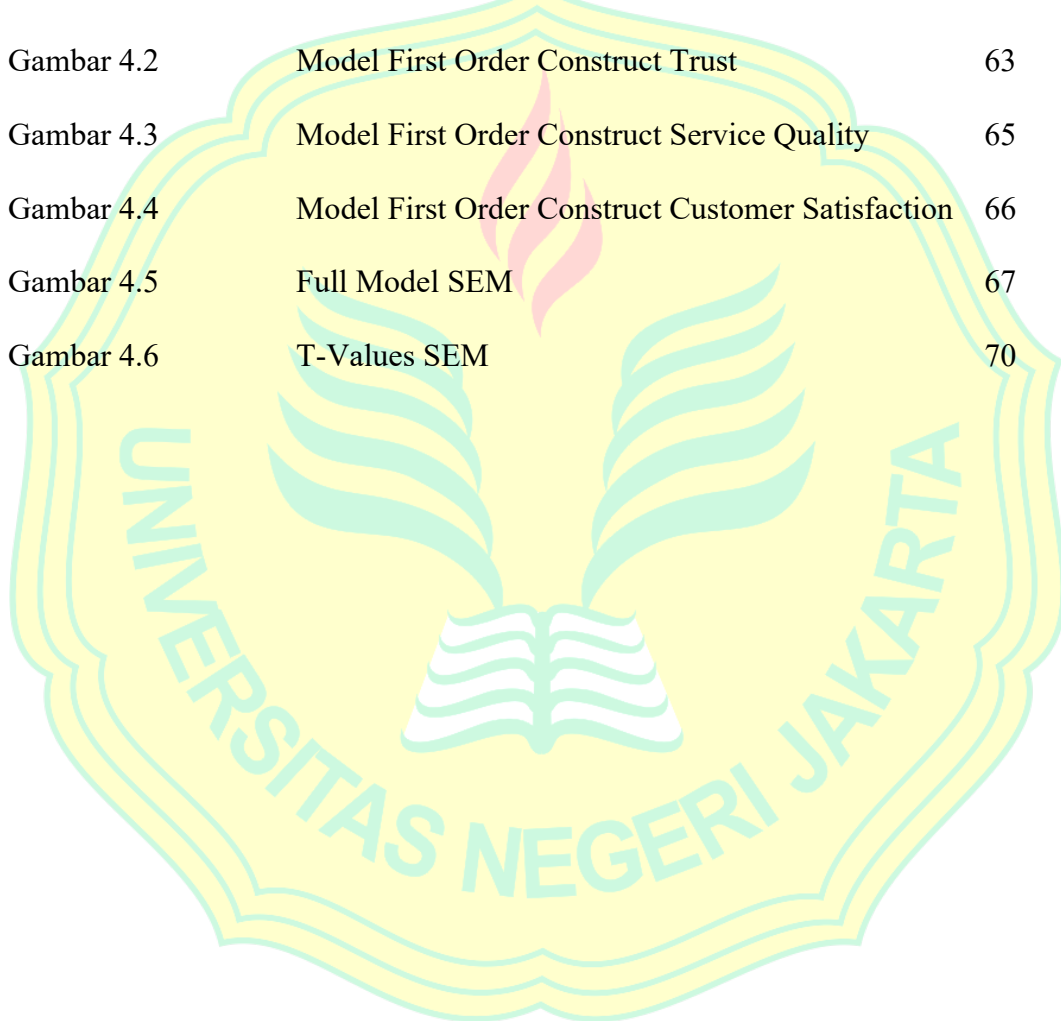 Gambar 4.2 Model First Order Construct Trust 63
Gambar 4.3 Model First Order Construct Service Quality 65
Gambar 4.4 Model First Order Construct Customer Satisfaction 66
Gambar 4.5 Full Model SEM 67
Gambar 4.6 T-Values SEM 70
UNIVERSITAS NEGERI JAKARTA